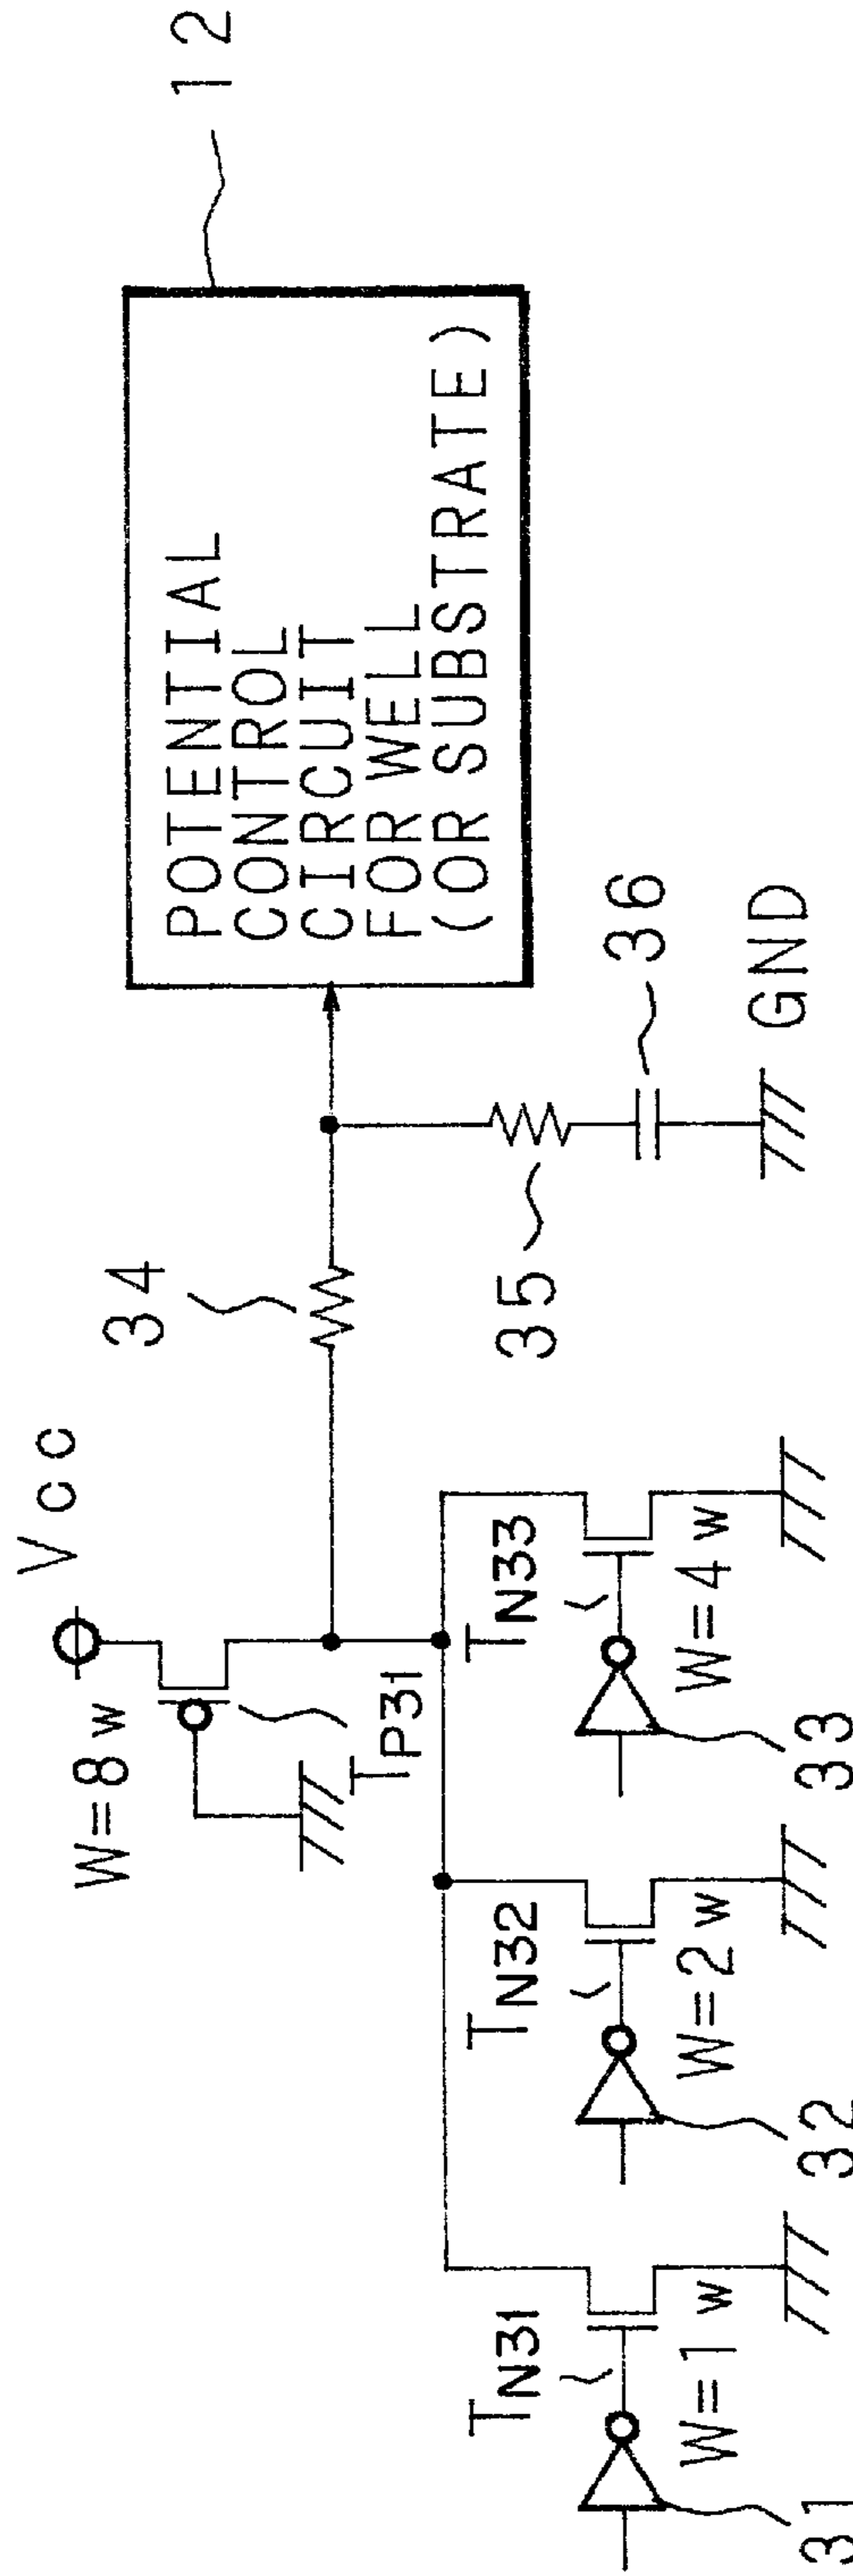 Vcc
W=8w
TP31
34
12
POTENTIAL
CONTROL
CIRCUIT
FOR WELL
(OR SUBSTRATE)
35
36
GND
TN31
W=1w
31
TN32
W=2w
32
TN33
W=4w
33